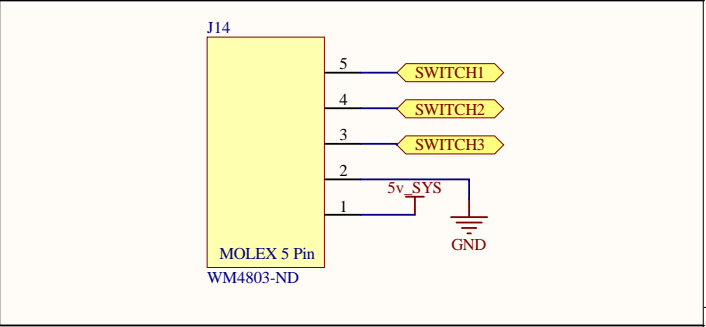 J14
5 SWITCH1
4 SWITCH2
3 SWITCH3
2
5v_SYS
1
GND
MOLEX 5 Pin
WM4803-ND